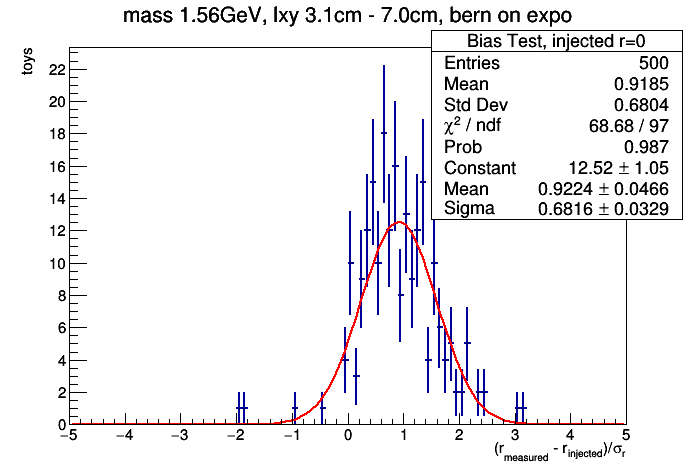 mass 1.56GeV, lxy 3.1cm - 7.0cm, bern on expo
Bias Test, injected r=0
Entries 500
Mean 0.9185
Std Dev 0.6804
χ² / ndf 68.68 / 97
Prob 0.987
Constant 12.52 ± 1.05
Mean 0.9224 ± 0.0466
Sigma 0.6816 ± 0.0329
toys
22
20
18
16
14
12
10
8
6
4
2
0
−5 −4 −3 −2 −1 0 1 2 3 4 5
(r_measured - r_injected)/σ_r